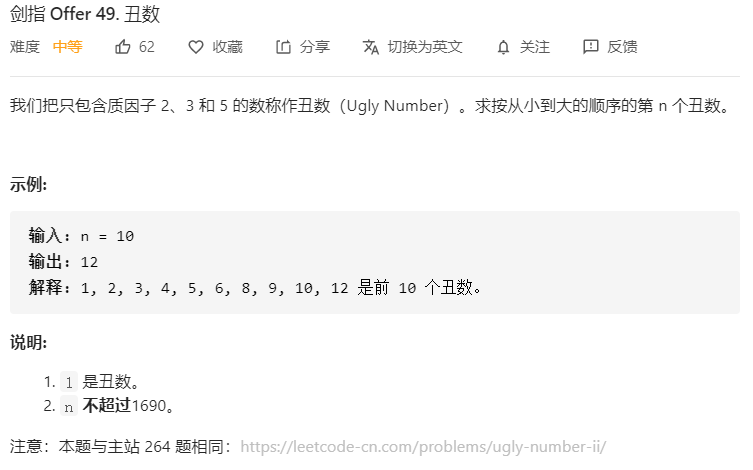 剑指 Offer 49. 丑数
难度 中等 62 收藏 分享 切换为英文 关注 反馈
我们把只包含质因子 2、3 和 5 的数称作丑数（Ugly Number）。求按从小到大的顺序的第 n 个丑数。
示例:
输入: n = 10
输出: 12
解释: 1, 2, 3, 4, 5, 6, 8, 9, 10, 12 是前 10 个丑数。
说明:
1. 1 是丑数。
2. n 不超过1690。
注意：本题与主站 264 题相同：https://leetcode-cn.com/problems/ugly-number-ii/